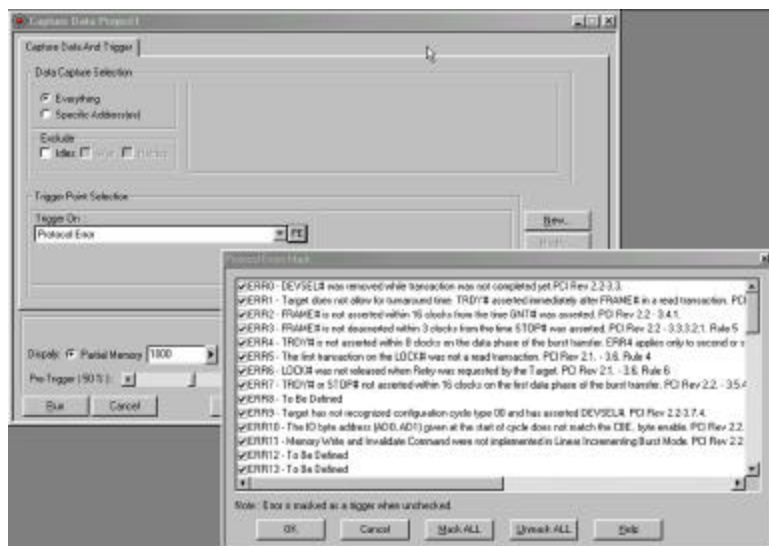 Capture Data Project1
Capture Data And Trigger
Data Capture Selection
Everything
Specific Address(es)
Exclude
Idles
Trigger Point Selection
Trigger On :
Protocol Error
PE
New...
Display: Partial Memory 1000
Pre-Trigger (50%):
Run
Cancel
Protocol Errors Mask
ERR0 - DEVSEL# was removed while transaction was not completed yet.PCI Rev 2.2-3.3.
ERR1 - Target does not allow for turnaround time. TRDY# asserted immediately after FRAME# in a read transaction. PCI
ERR2 - FRAME# is not asserted within 16 clocks from the time GNT# was asserted. PCI Rev 2.2 - 3.4.1.
ERR3 - FRAME# is not deasserted within 3 clocks from the time STOP# was asserted. PCI Rev 2.2 - 3.3.3.2.1. Rule 5
ERR4 - TRDY# is not asserted within 8 clocks on the data phase of the burst transfer. ERR4 applies only to second or s
ERR5 - The first transaction on the LOCK# was not a read transaction. PCI Rev 2.1. - 3.6. Rule 4
ERR6 - LOCK# was not released when Retry was requested by the Target. PCI Rev 2.1. - 3.6. Rule 6
ERR7 - TRDY# or STOP# not asserted within 16 clocks on the first data phase of the burst transfer. PCI Rev 2.2. - 3.5.4
ERR8 - To Be Defined
ERR9 - Target has not recognized configuration cycle type 00 and has asserted DEVSEL#. PCI Rev 2.2-3.7.4.
ERR10 - The IO byte address (AD0, AD1) given at the start of cycle does not match the CBE, byte enable. PCI Rev 2.2.
ERR11 - Memory Write and Invalidate Command were not implemented in Linear Incrementing Burst Mode. PCI Rev 2.2
ERR12 - To Be Defined
ERR13 - To Be Defined
Note : Error is masked as a trigger when unchecked.
OK
Cancel
Mark ALL
Unmark ALL
Help